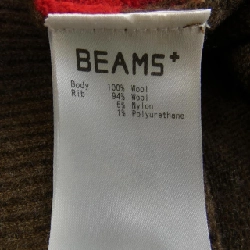 BEAMS+
Body 100% Wool
Rib 94% Wool
5% Nylon
1% Polyurethane